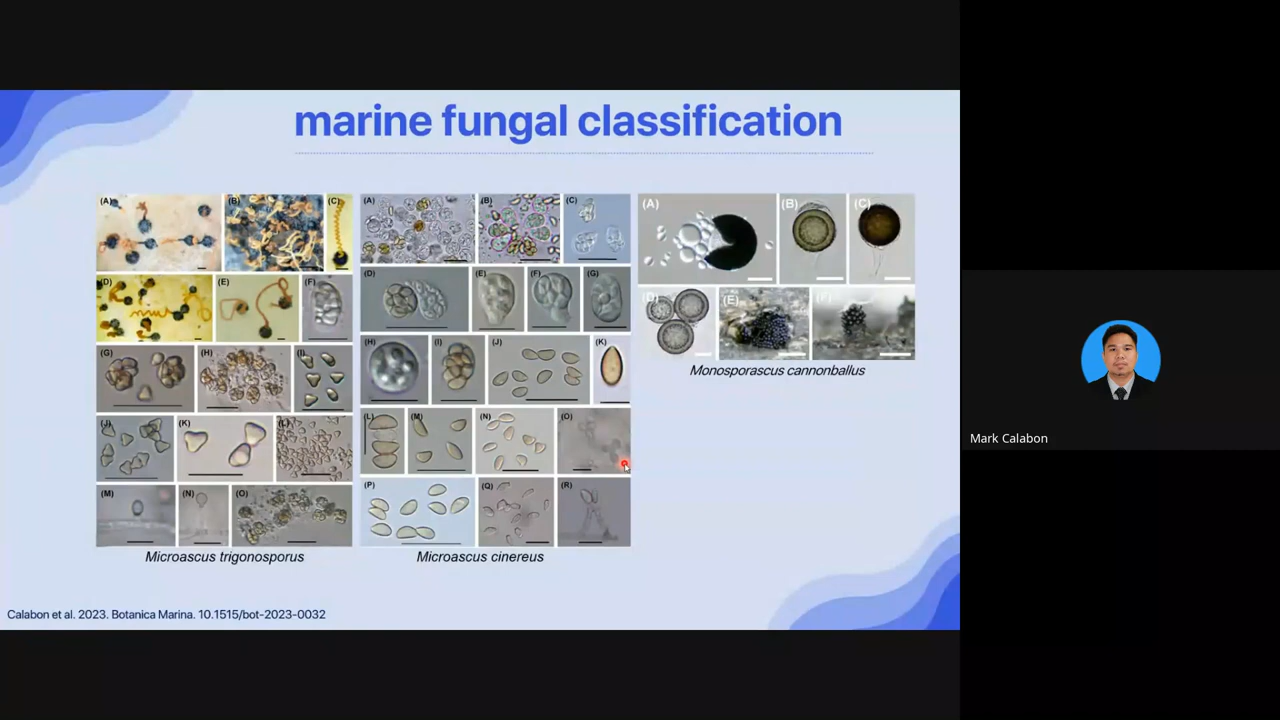 marine fungal classification
(A) (B) (C)
(D) (E) (F)
(G) (H) (I)
(J) (K) (L)
(M) (N) (O)
Microascus trigonosporus
(A) (B) (C)
(D) (E) (F) (G)
(H) (I) (J) (K)
(L) (M) (N) (O)
(P) (Q) (R)
Microascus cinereus
(A) (B) (C)
(D) (E) (F)
Monosporascus cannonballus
Calabon et al. 2023. Botanica Marina. 10.1515/bot-2023-0032
Mark Calabon